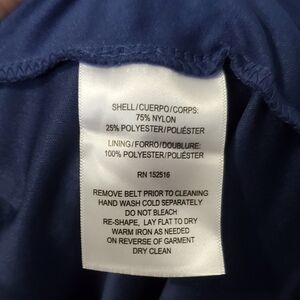 SHELL/CUERPO/CORPS:
75% NYLON
25% POLYESTER/POLIÉSTER
LINING/FORRO/DOUBLURE:
100% POLYESTER/POLIÉSTER
RN 152516
REMOVE BELT PRIOR TO CLEANING
HAND WASH COLD SEPARATELY
DO NOT BLEACH
RE-SHAPE, LAY FLAT TO DRY
WARM IRON AS NEEDED
ON REVERSE OF GARMENT
DRY CLEAN